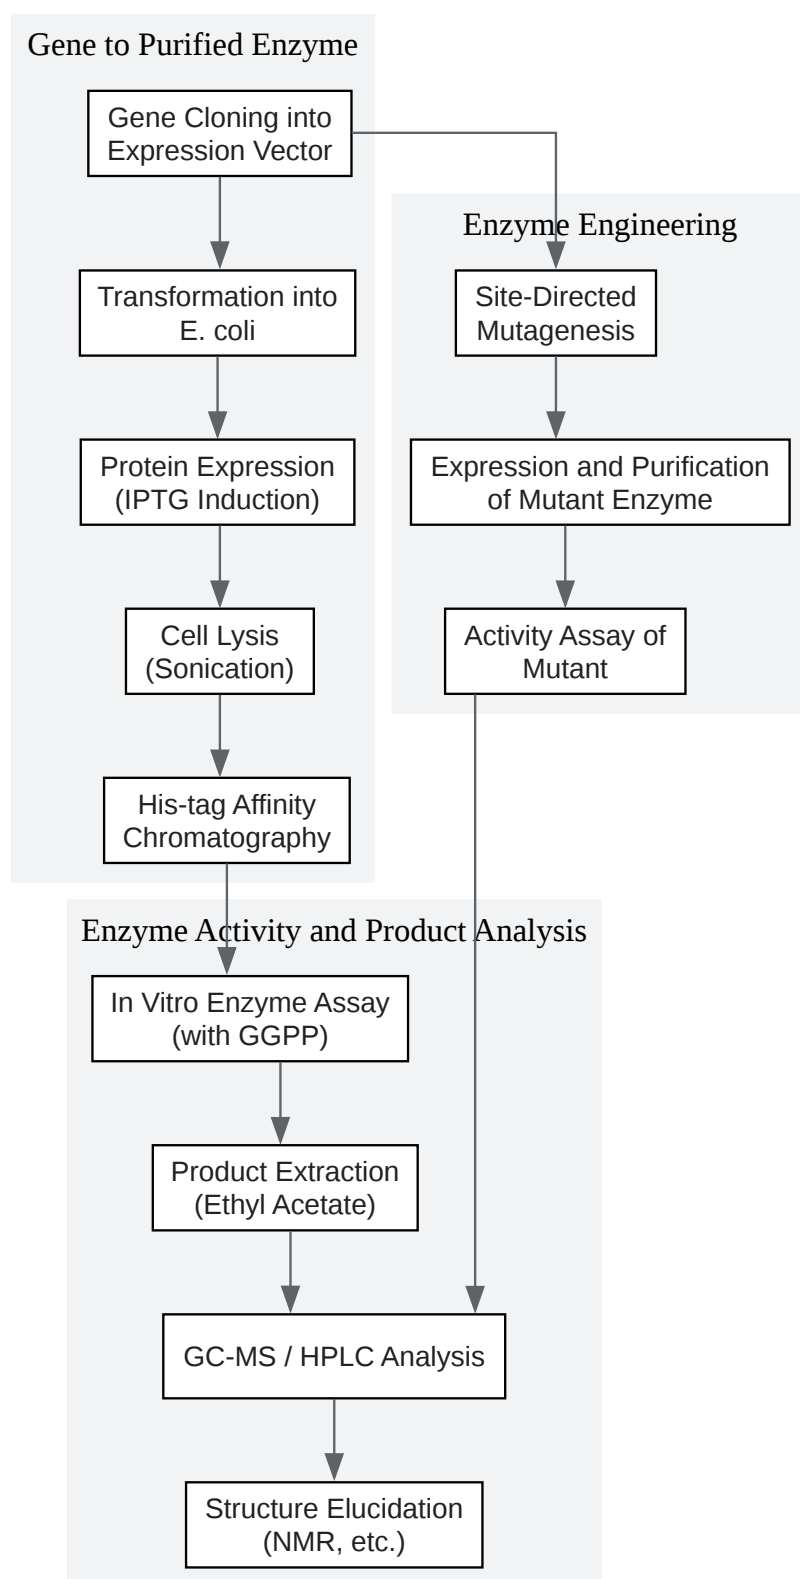 Gene to Purified Enzyme
Gene Cloning into
Expression Vector
Transformation into
E. coli
Protein Expression
(IPTG Induction)
Cell Lysis
(Sonication)
His-tag Affinity
Chromatography
Enzyme Engineering
Site-Directed
Mutagenesis
Expression and Purification
of Mutant Enzyme
Activity Assay of
Mutant
Enzyme Activity and Product Analysis
In Vitro Enzyme Assay
(with GGPP)
Product Extraction
(Ethyl Acetate)
GC-MS / HPLC Analysis
Structure Elucidation
(NMR, etc.)